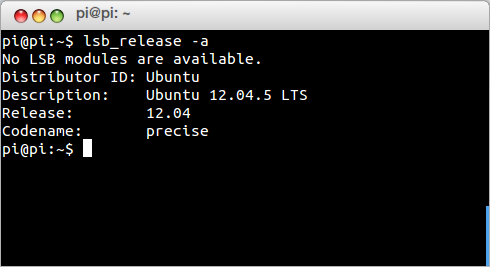 pi@pi: ~
pi@pi:~$ lsb_release -a
No LSB modules are available.
Distributor ID: Ubuntu
Description:    Ubuntu 12.04.5 LTS
Release:        12.04
Codename:       precise
pi@pi:~$